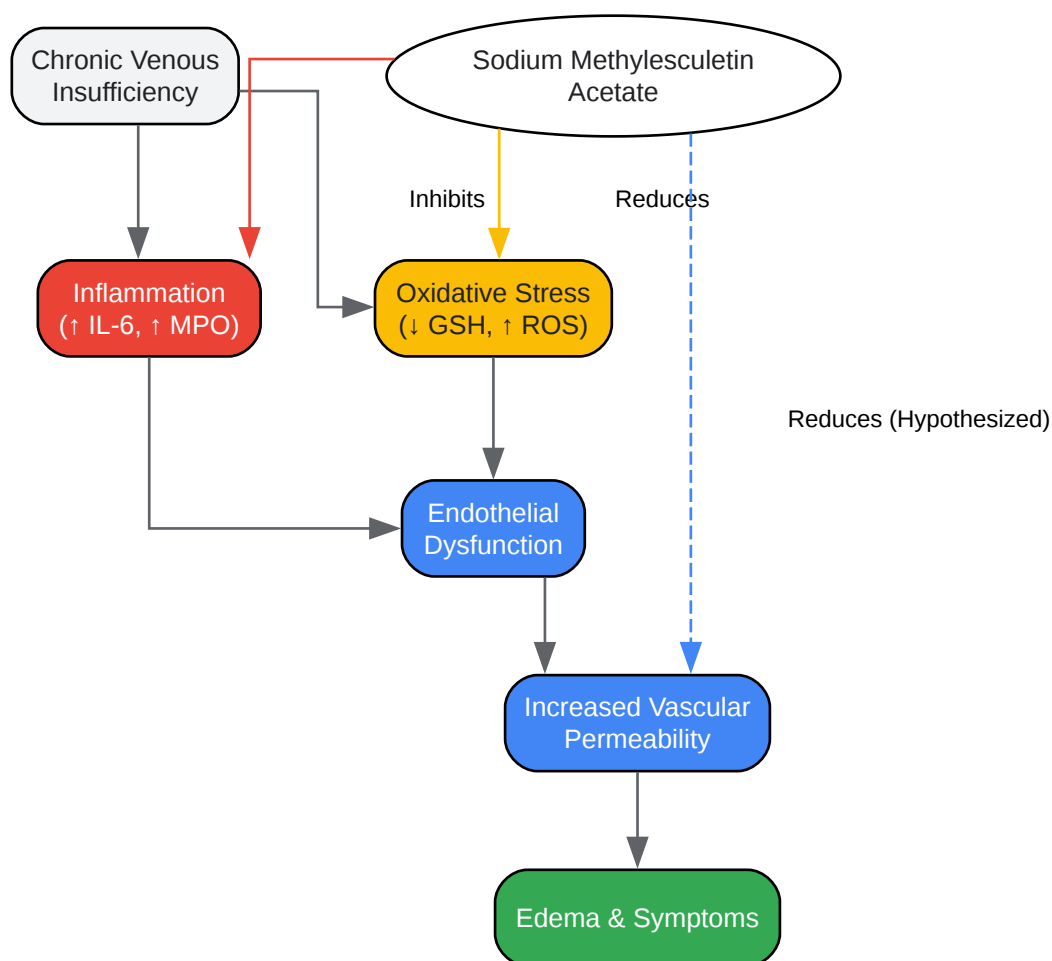 Chronic Venous
Insufficiency
Sodium Methylesculetin
Acetate
Inhibits
Reduces
Inflammation
(↑ IL-6, ↑ MPO)
Oxidative Stress
(↓ GSH, ↑ ROS)
Reduces (Hypothesized)
Endothelial
Dysfunction
Increased Vascular
Permeability
Edema & Symptoms